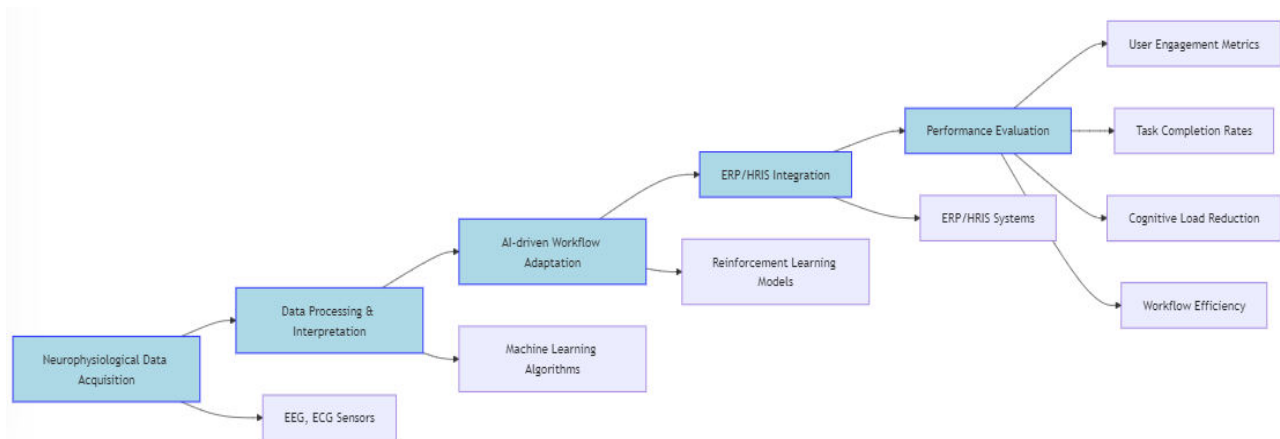 User Engagement Metrics
Performance Evaluation
Task Completion Rates
ERP/HRIS Integration
ERP/HRIS Systems
Cognitive Load Reduction
AI-driven Workflow
Adaptation
Reinforcement Learning
Models
Workflow Efficiency
Data Processing &
Interpretation
Machine Learning
Algorithms
Neurophysiological Data
Acquisition
EEG, ECG Sensors